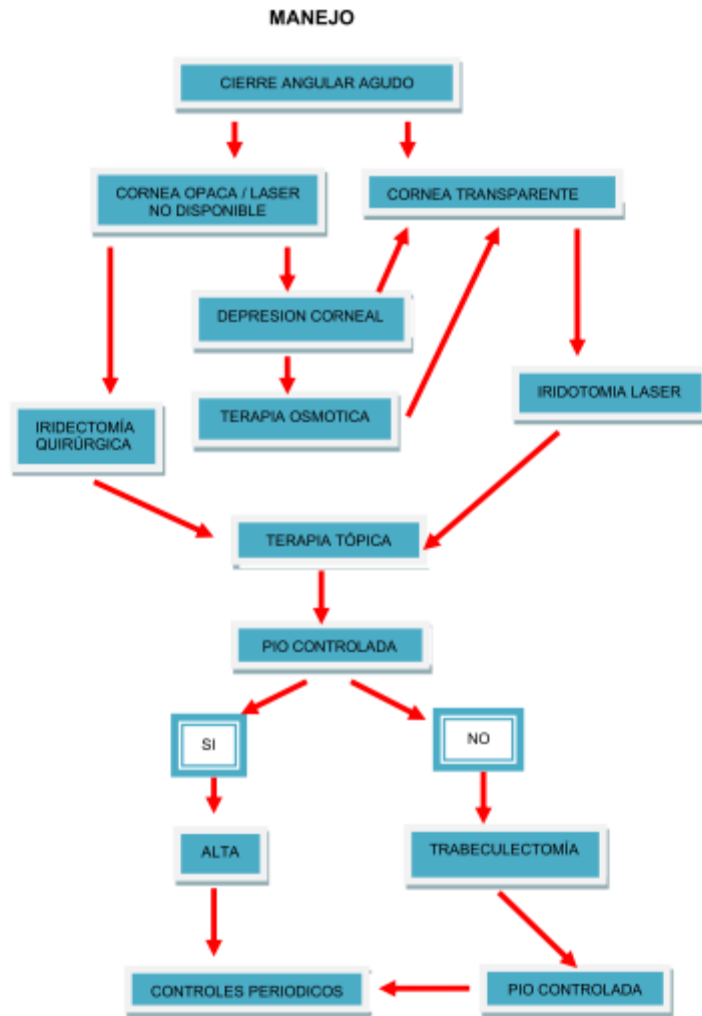 MANEJO
CIERRE ANGULAR AGUDO
CORNEA OPACA / LASER
NO DISPONIBLE
CORNEA TRANSPARENTE
DEPRESION CORNEAL
TERAPIA OSMOTICA
IRIDOTOMIA LASER
IRIDECTOMÍA
QUIRÚRGICA
TERAPIA TÓPICA
PIO CONTROLADA
SI
NO
ALTA
TRABECULECTOMÍA
CONTROLES PERIODICOS
PIO CONTROLADA